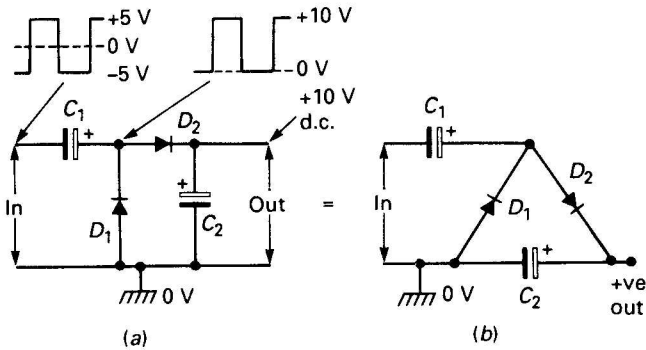 +5 V
0 V
−5 V
+10 V
0 V
+10 V
d.c.
C1
+
D2
+
In
D1
C2
Out
0 V
(a)
=
C1
+
In
D1
D2
+
0 V
C2
+ve
out
(b)